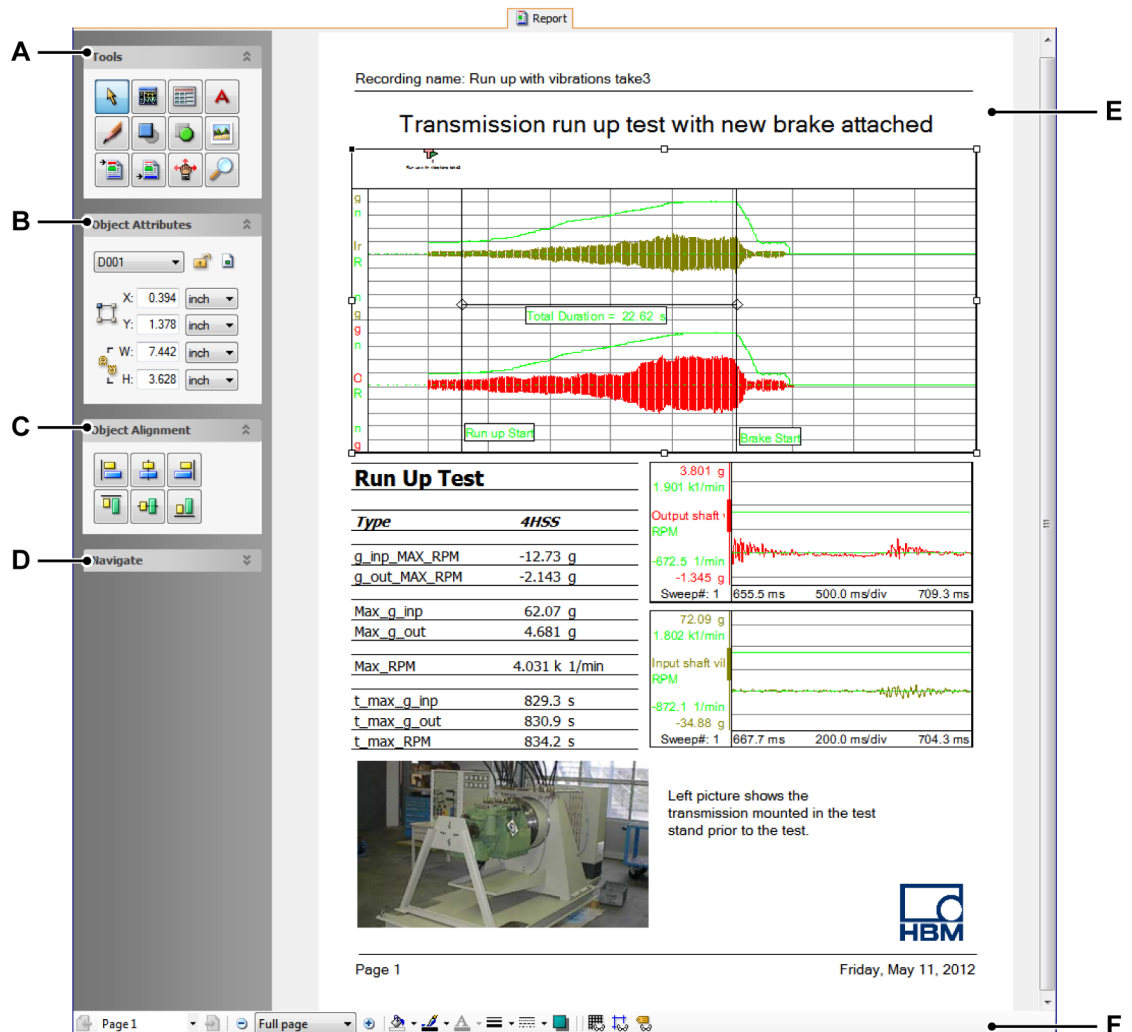 Report
A
Tools
Recording name: Run up with vibrations take3
E
Transmission run up test with new brake attached
B
Object Attributes
D001
X: 0.394 inch
Y: 1.378 inch
W: 7.442 inch
H: 3.628 inch
g
n
Ir
R
n
g
Total Duration = 22.62 s
g
n
O
R
n
g
Run up Start
Brake Start
C
Object Alignment
D
Navigate
Run Up Test
Type 4HSS
g_inp_MAX_RPM -12.73 g
g_out_MAX_RPM -2.143 g
Max_g_inp 62.07 g
Max_g_out 4.681 g
Max_RPM 4.031 k 1/min
t_max_g_inp 829.3 s
t_max_g_out 830.9 s
t_max_RPM 834.2 s
3.801 g
1.901 k1/min
Output shaft
RPM
-672.5 1/min
-1.345 g
Sweep#: 1 655.5 ms 500.0 ms/div 709.3 ms
72.09 g
1.802 k1/min
Input shaft vil
RPM
-872.1 1/min
-34.88 g
Sweep#: 1 667.7 ms 200.0 ms/div 704.3 ms
Left picture shows the
transmission mounted in the test
stand prior to the test.
HBM
Page 1 Friday, May 11, 2012
Page 1 Full page
F